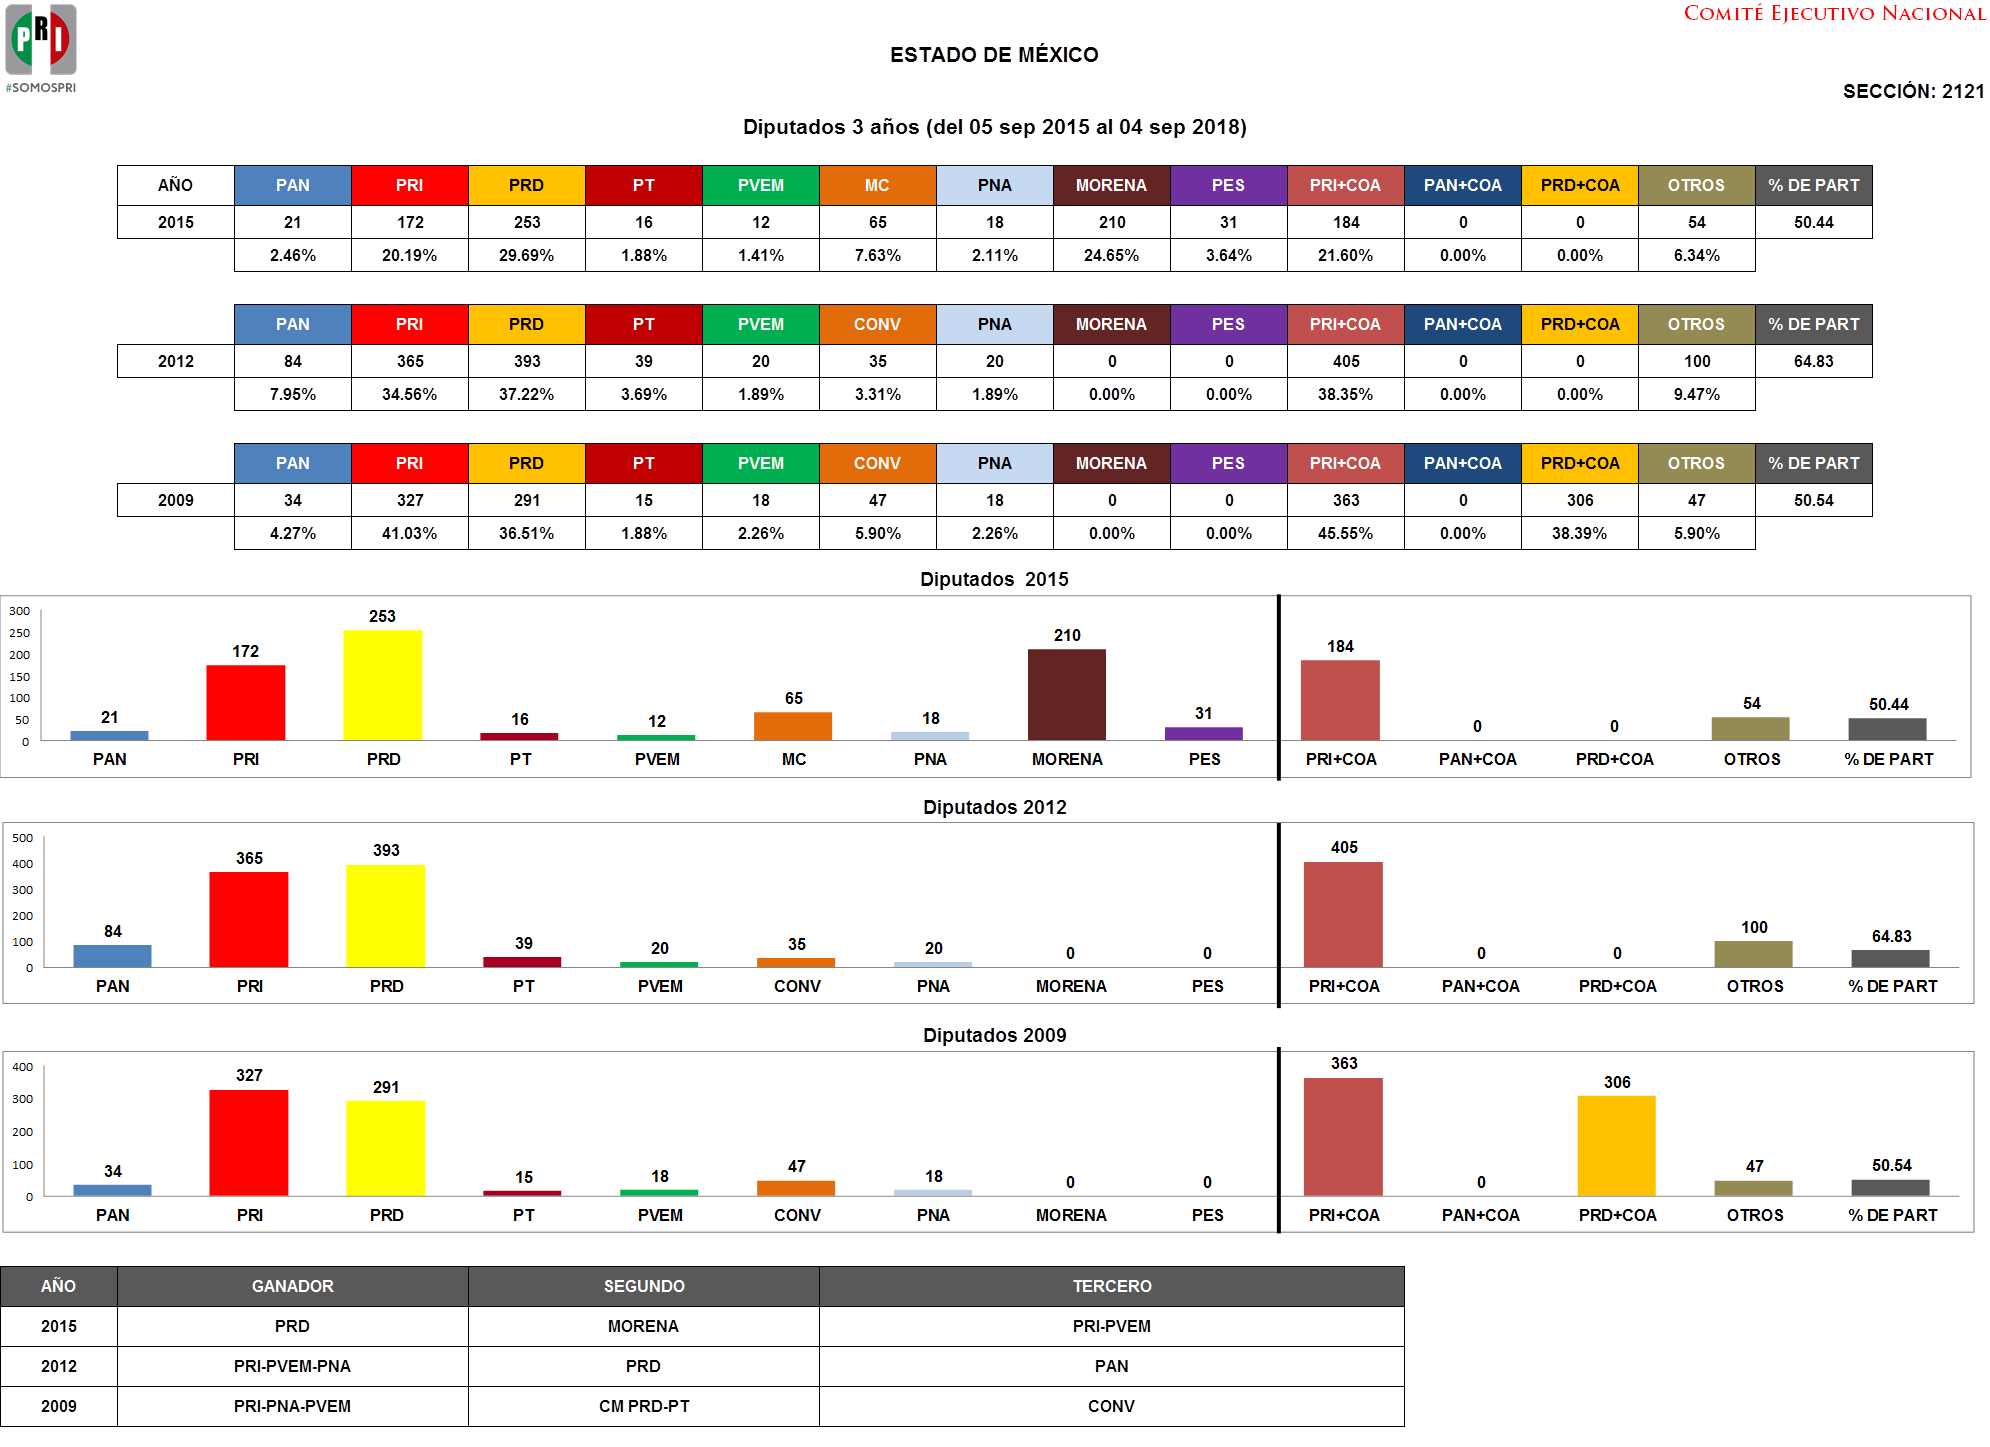 PRI
#SOMOSPRI
COMITÉ EJECUTIVO NACIONAL
ESTADO DE MÉXICO
SECCIÓN: 2121
Diputados 3 años (del 05 sep 2015 al 04 sep 2018)
AÑO PAN PRI PRD PT PVEM MC PNA MORENA PES PRI+COA PAN+COA PRD+COA OTROS % DE PART
2015 21 172 253 16 12 65 18 210 31 184 0 0 54 50.44
2.46% 20.19% 29.69% 1.88% 1.41% 7.63% 2.11% 24.65% 3.64% 21.60% 0.00% 0.00% 6.34%
PAN PRI PRD PT PVEM CONV PNA MORENA PES PRI+COA PAN+COA PRD+COA OTROS % DE PART
2012 84 365 393 39 20 35 20 0 0 405 0 0 100 64.83
7.95% 34.56% 37.22% 3.69% 1.89% 3.31% 1.89% 0.00% 0.00% 38.35% 0.00% 0.00% 9.47%
PAN PRI PRD PT PVEM CONV PNA MORENA PES PRI+COA PAN+COA PRD+COA OTROS % DE PART
2009 34 327 291 15 18 47 18 0 0 363 0 306 47 50.54
4.27% 41.03% 36.51% 1.88% 2.26% 5.90% 2.26% 0.00% 0.00% 45.55% 0.00% 38.39% 5.90%
Diputados 2015
300
250
200
150
100
50
0
21 172 253 16 12 65 18 210 31 184 0 0 54 50.44
PAN PRI PRD PT PVEM MC PNA MORENA PES PRI+COA PAN+COA PRD+COA OTROS % DE PART
Diputados 2012
500
400
300
200
100
0
84 365 393 39 20 35 20 0 0 405 0 0 100 64.83
PAN PRI PRD PT PVEM CONV PNA MORENA PES PRI+COA PAN+COA PRD+COA OTROS % DE PART
Diputados 2009
400
300
200
100
0
34 327 291 15 18 47 18 0 0 363 0 306 47 50.54
PAN PRI PRD PT PVEM CONV PNA MORENA PES PRI+COA PAN+COA PRD+COA OTROS % DE PART
AÑO GANADOR SEGUNDO TERCERO
2015 PRD MORENA PRI-PVEM
2012 PRI-PVEM-PNA PRD PAN
2009 PRI-PNA-PVEM CM PRD-PT CONV